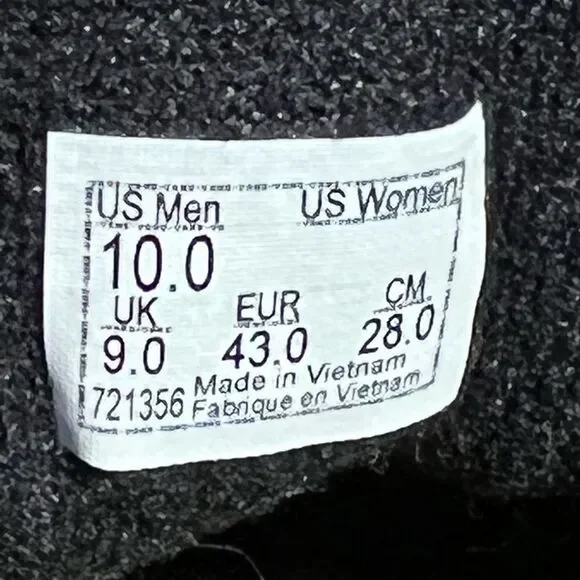 US Men US Women
10.0
UK EUR CM
9.0 43.0 28.0
721356 Made in Vietnam
Fabrique en Vietnam